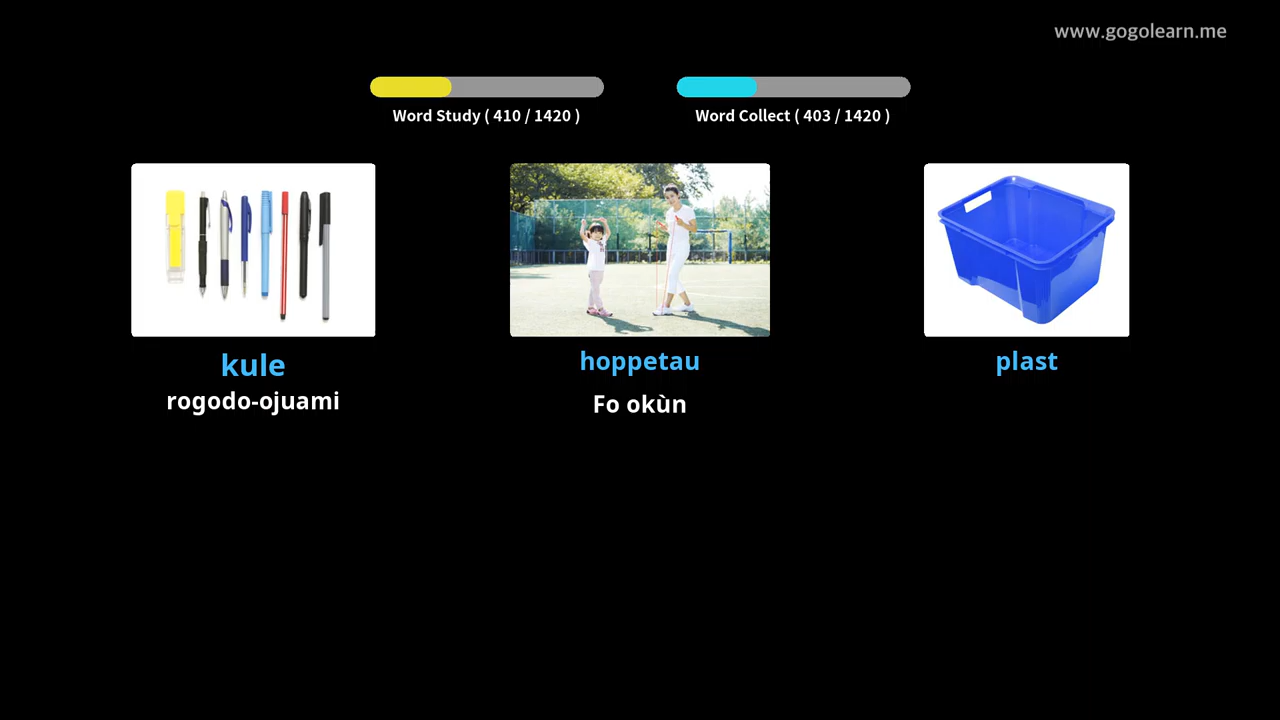 www.gogolearn.me
Word Study ( 410 / 1420 )
Word Collect ( 403 / 1420 )
kule
rogodo-ojuami
hoppetau
Fo okùn
plast